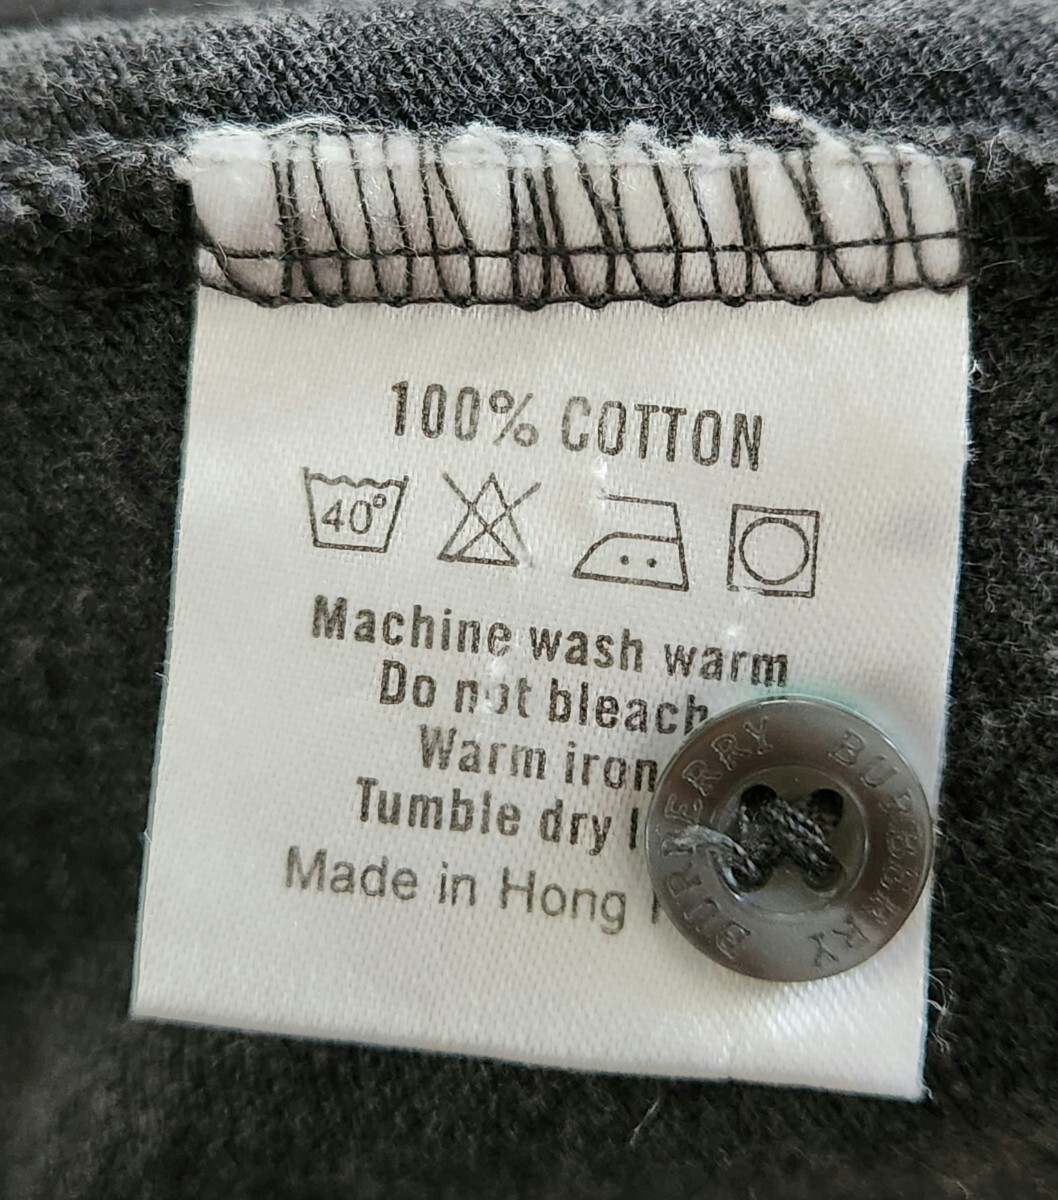 100% COTTON
40°
Machine wash warm
Do not bleach
Warm iron
Tumble dry
Made in Hong
BURBERRY BURBERRY